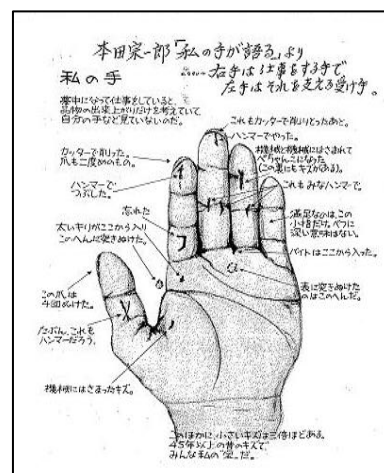 本田宗一郎「私の手が語る」より
右手は仕事をする手で、
左手はそれを支える受け手。
私の手
夢中になって仕事をしていると、
品物の出来上がりだけを考えていて
自分の手など見ていないのだ。
これもカッターで削りとったあと。
ハンマーでやった。
カッターで削った。
爪も二度めのもの。
機械と機械にはさまれて
ぺちゃんこになった
(この裏にもキズがある)。
ハンマーで
つぶした。
これもみなハンマーで。
忘れた
太いキリがここから入り
このへんに突きぬけた。
満足なのは、この
小指だけ。べつに
深い意味はない。
バイトはここから入った。
この爪は
4回ぬけた。
表に突きぬけた
のはこのへんだ。
たぶん、これも
ハンマーだろう。
機械にはさまったキズ。
このほかに、小さいキズは三倍ほどある。
45年以上の昔のキズで、
みんな私の"宝"だ。